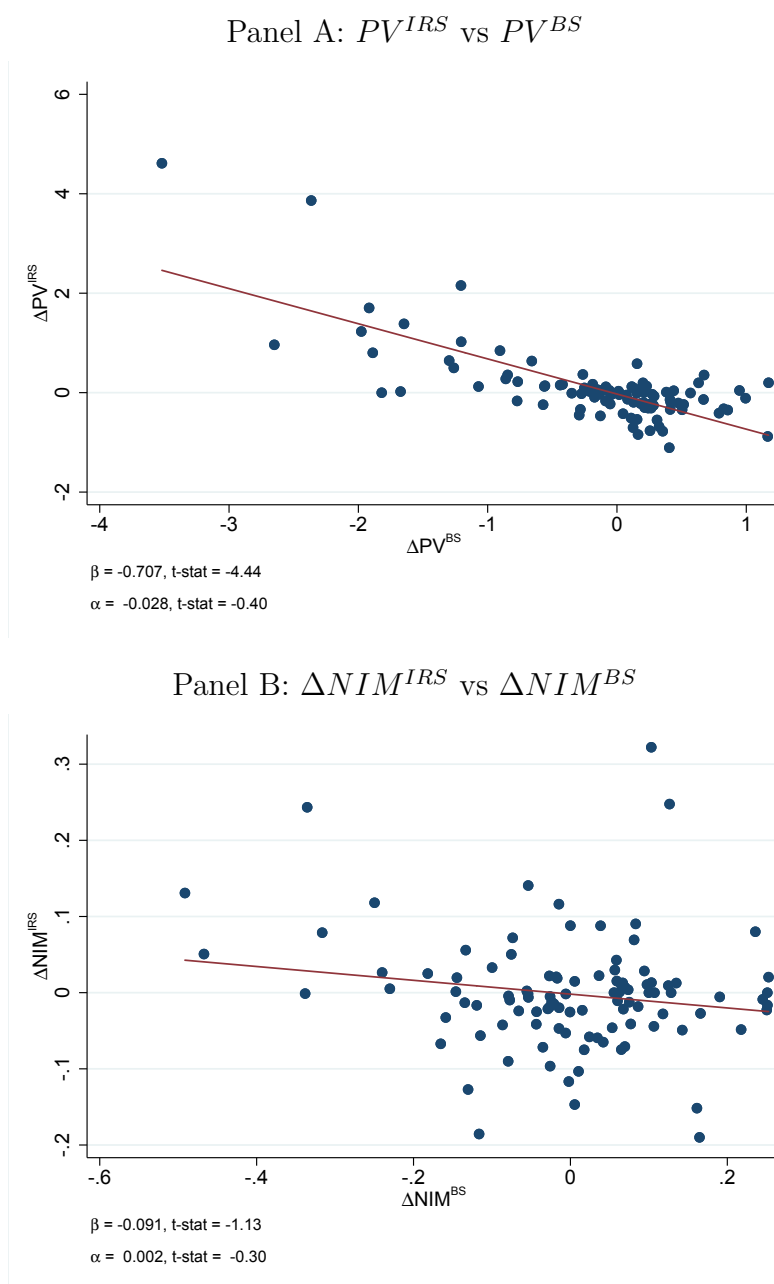 Panel A: PV^IRS vs PV^BS
6
4
2
0
-2
ΔPV^IRS
-4 -3 -2 -1 0 1
ΔPV^BS
β = -0.707, t-stat = -4.44
α = -0.028, t-stat = -0.40
Panel B: ΔNIM^IRS vs ΔNIM^BS
.3
.2
.1
0
-.1
-.2
ΔNIM^IRS
-.6 -.4 -.2 0 .2
ΔNIM^BS
β = -0.091, t-stat = -1.13
α = 0.002, t-stat = -0.30